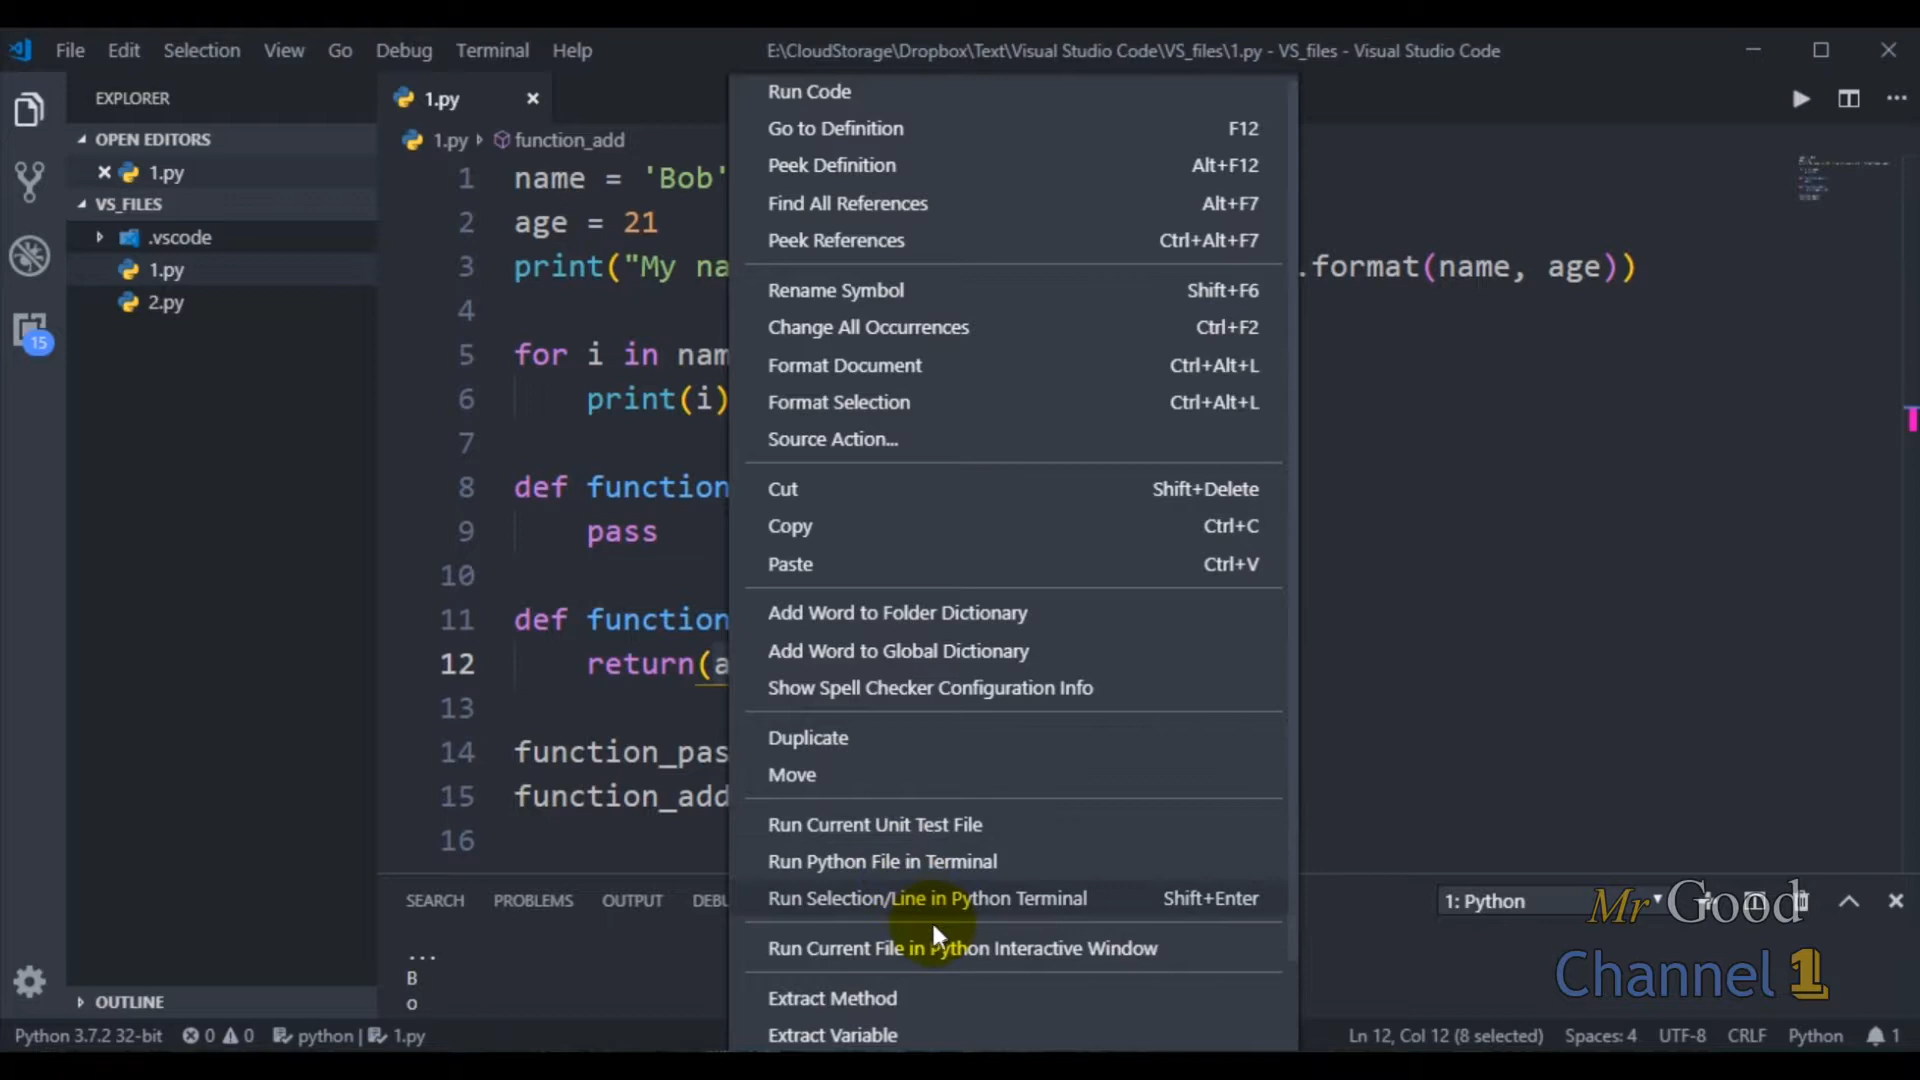 File Edit Selection View Go Debug Terminal Help E:\CloudStorage\Dropbox\Text\Visual Studio Code\VS_files\1.py - VS_files - Visual Studio Code
EXPLORER
OPEN EDITORS
1.py
VS_FILES
.vscode
1.py
2.py
15
OUTLINE
1.py
1.py function_add
1 name = 'Bob'
2 age = 21
3 print("My na .format(name, age))
4
5 for i in nam
6 print(i)
7
8 def function
9 pass
10
11 def function
12 return(a
13
14 function_pas
15 function_add
16
Run Code
Go to Definition F12
Peek Definition Alt+F12
Find All References Alt+F7
Peek References Ctrl+Alt+F7
Rename Symbol Shift+F6
Change All Occurrences Ctrl+F2
Format Document Ctrl+Alt+L
Format Selection Ctrl+Alt+L
Source Action...
Cut Shift+Delete
Copy Ctrl+C
Paste Ctrl+V
Add Word to Folder Dictionary
Add Word to Global Dictionary
Show Spell Checker Configuration Info
Duplicate
Move
Run Current Unit Test File
Run Python File in Terminal
Run Selection/Line in Python Terminal Shift+Enter
Run Current File in Python Interactive Window
Extract Method
Extract Variable
SEARCH PROBLEMS OUTPUT DEBU 1: Python
...
B
o
Mr Good
Channel 1
Python 3.7.2 32-bit 0 0 python | 1.py Ln 12, Col 12 (8 selected) Spaces: 4 UTF-8 CRLF Python 1